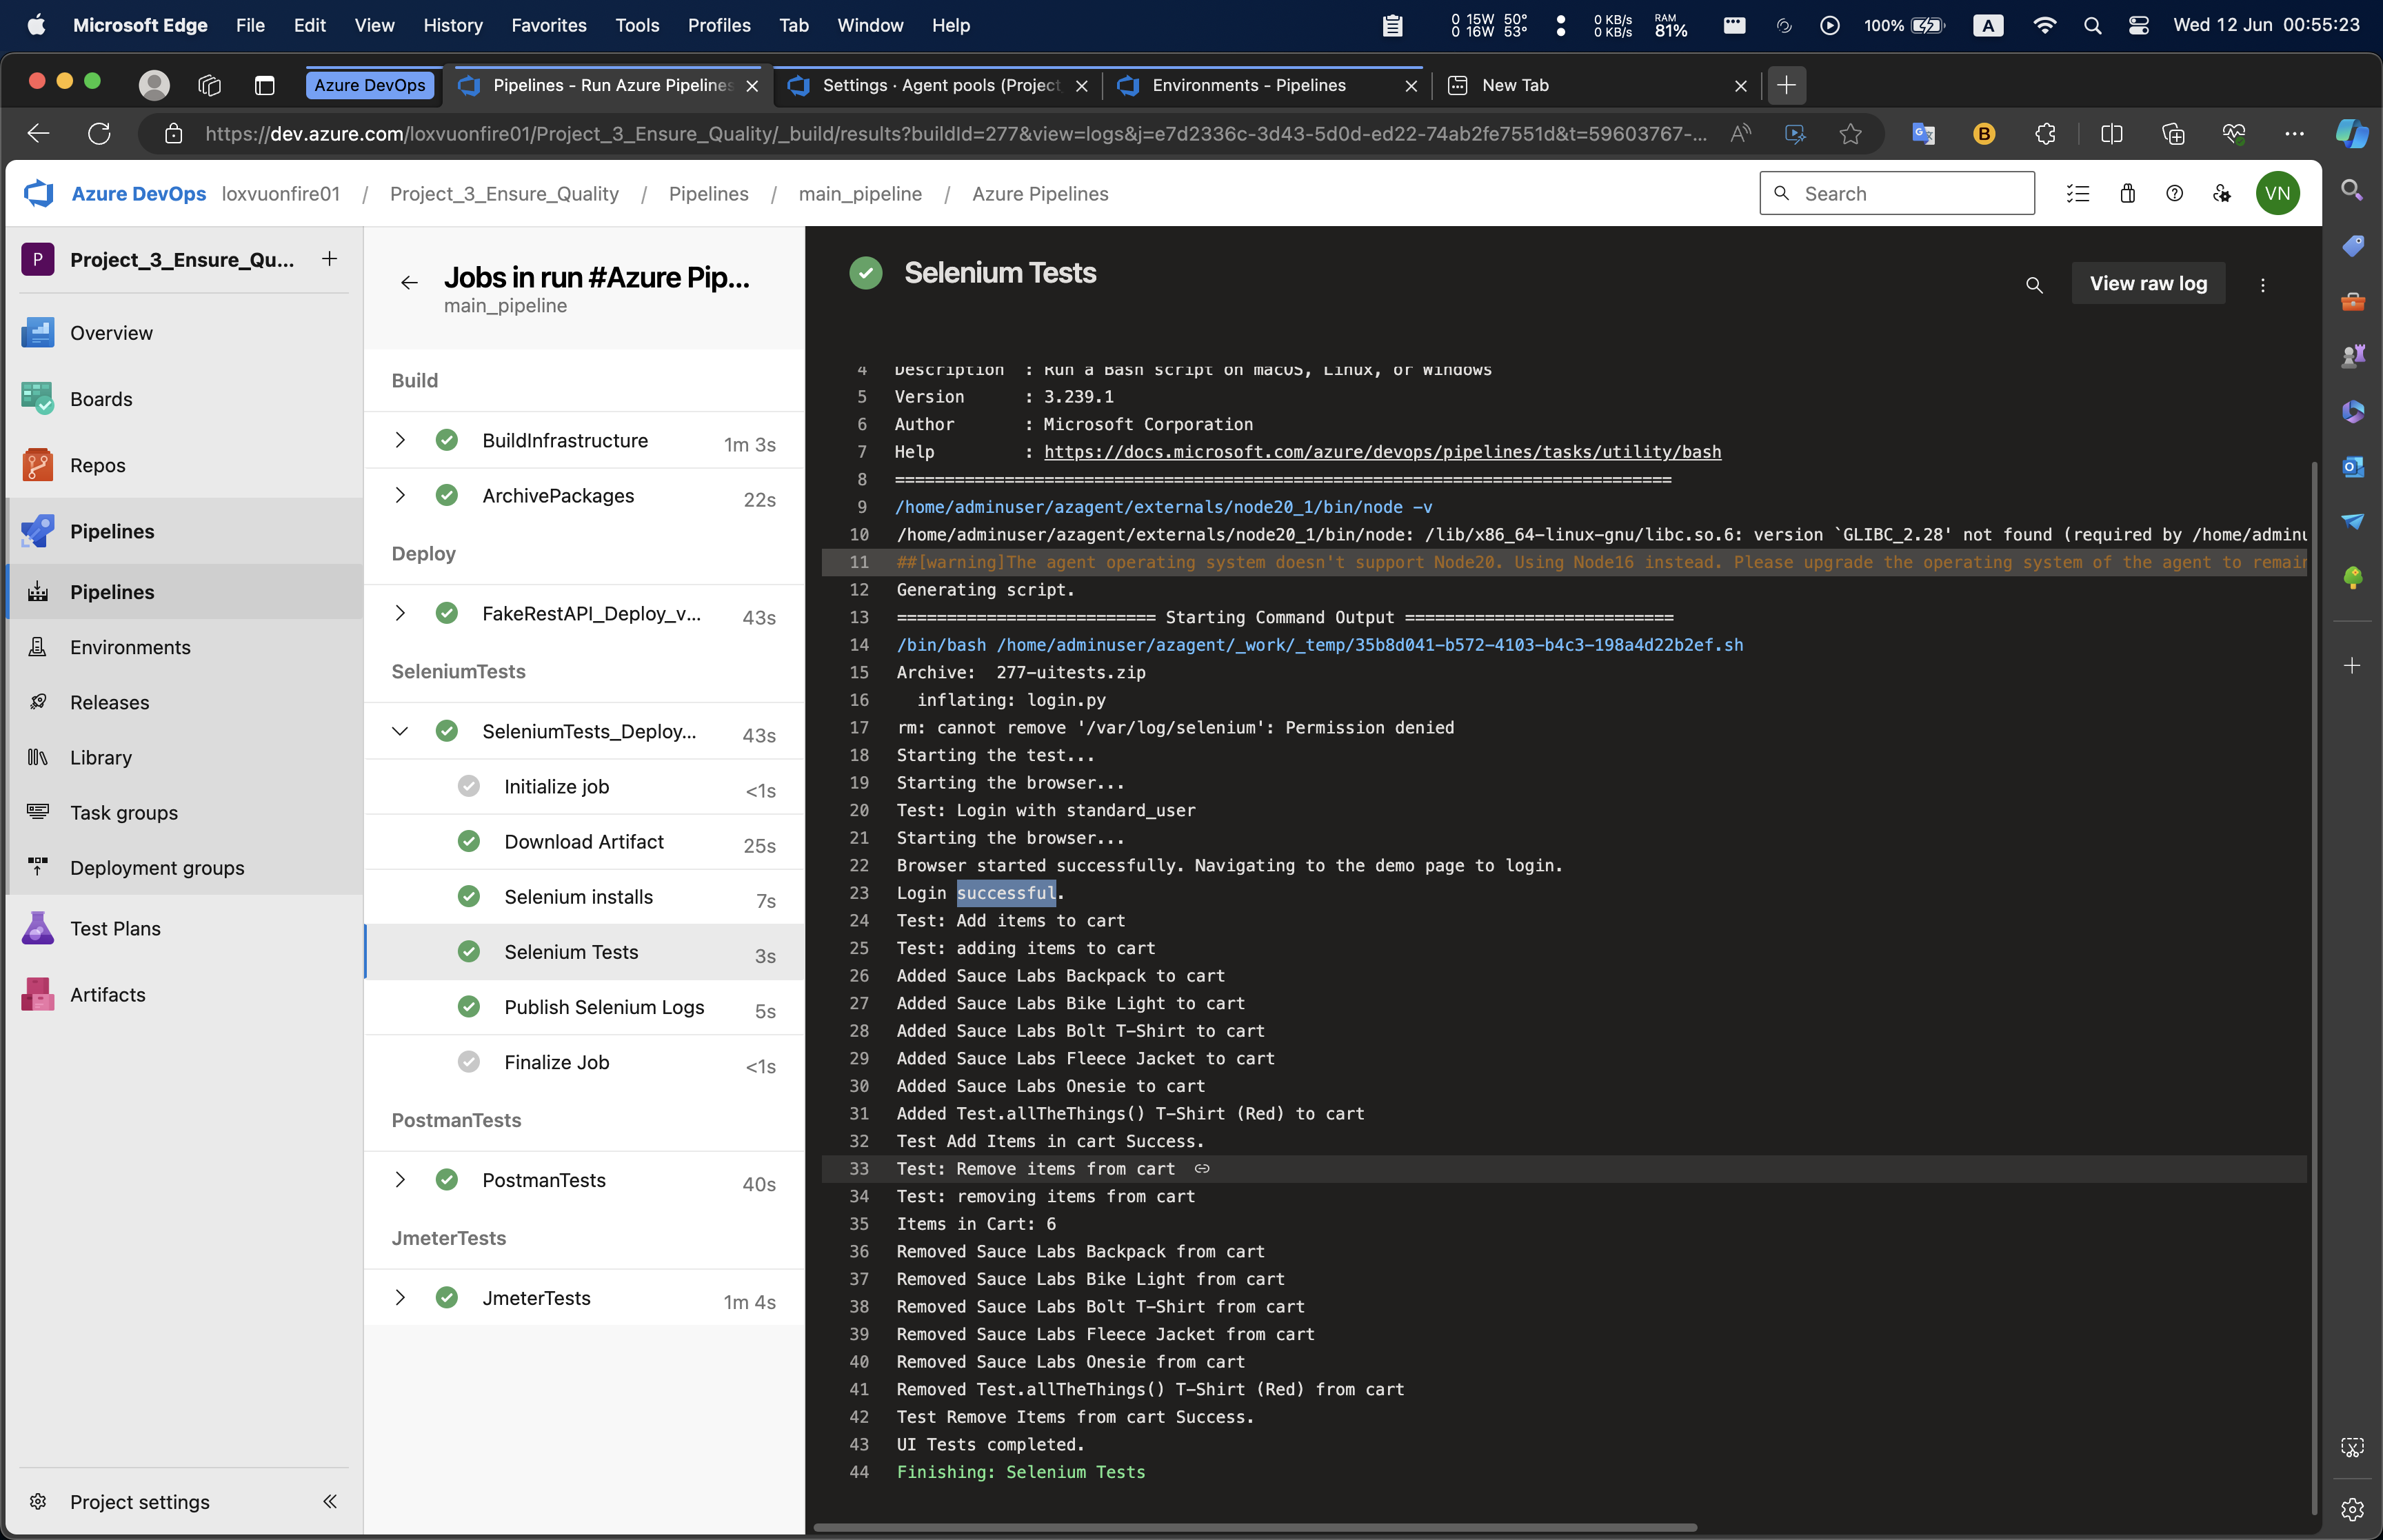 Microsoft Edge File Edit View History Favorites Tools Profiles Tab Window Help
0 15W 50°
0 16W 53°
0 KB/s
0 KB/s
RAM
81%
100%
A
Wed 12 Jun 00:55:23
Azure DevOps
Pipelines - Run Azure Pipelines
Settings · Agent pools (Project
Environments - Pipelines
New Tab
https://dev.azure.com/loxvuonfire01/Project_3_Ensure_Quality/_build/results?buildId=277&view=logs&j=e7d2336c-3d43-5d0d-ed22-74ab2fe7551d&t=59603767-...
B
Azure DevOps loxvuonfire01 / Project_3_Ensure_Quality / Pipelines / main_pipeline / Azure Pipelines
Search
VN
P Project_3_Ensure_Qu...
Overview
Boards
Repos
Pipelines
Pipelines
Environments
Releases
Library
Task groups
Deployment groups
Test Plans
Artifacts
Project settings
Jobs in run #Azure Pip...
main_pipeline
Build
BuildInfrastructure 1m 3s
ArchivePackages 22s
Deploy
FakeRestAPI_Deploy_v... 43s
SeleniumTests
SeleniumTests_Deploy... 43s
Initialize job <1s
Download Artifact 25s
Selenium installs 7s
Selenium Tests 3s
Publish Selenium Logs 5s
Finalize Job <1s
PostmanTests
PostmanTests 40s
JmeterTests
JmeterTests 1m 4s
Selenium Tests
View raw log
4 Description : Run a Bash script on macOS, Linux, or Windows
5 Version : 3.239.1
6 Author : Microsoft Corporation
7 Help : https://docs.microsoft.com/azure/devops/pipelines/tasks/utility/bash
8 ==============================================================================
9 /home/adminuser/azagent/externals/node20_1/bin/node -v
10 /home/adminuser/azagent/externals/node20_1/bin/node: /lib/x86_64-linux-gnu/libc.so.6: version `GLIBC_2.28' not found (required by /home/adminu
11 ##[warning]The agent operating system doesn't support Node20. Using Node16 instead. Please upgrade the operating system of the agent to remain
12 Generating script.
13 ========================== Starting Command Output ===========================
14 /bin/bash /home/adminuser/azagent/_work/_temp/35b8d041-b572-4103-b4c3-198a4d22b2ef.sh
15 Archive: 277-uitests.zip
16 inflating: login.py
17 rm: cannot remove '/var/log/selenium': Permission denied
18 Starting the test...
19 Starting the browser...
20 Test: Login with standard_user
21 Starting the browser...
22 Browser started successfully. Navigating to the demo page to login.
23 Login successful.
24 Test: Add items to cart
25 Test: adding items to cart
26 Added Sauce Labs Backpack to cart
27 Added Sauce Labs Bike Light to cart
28 Added Sauce Labs Bolt T-Shirt to cart
29 Added Sauce Labs Fleece Jacket to cart
30 Added Sauce Labs Onesie to cart
31 Added Test.allTheThings() T-Shirt (Red) to cart
32 Test Add Items in cart Success.
33 Test: Remove items from cart
34 Test: removing items from cart
35 Items in Cart: 6
36 Removed Sauce Labs Backpack from cart
37 Removed Sauce Labs Bike Light from cart
38 Removed Sauce Labs Bolt T-Shirt from cart
39 Removed Sauce Labs Fleece Jacket from cart
40 Removed Sauce Labs Onesie from cart
41 Removed Test.allTheThings() T-Shirt (Red) from cart
42 Test Remove Items from cart Success.
43 UI Tests completed.
44 Finishing: Selenium Tests